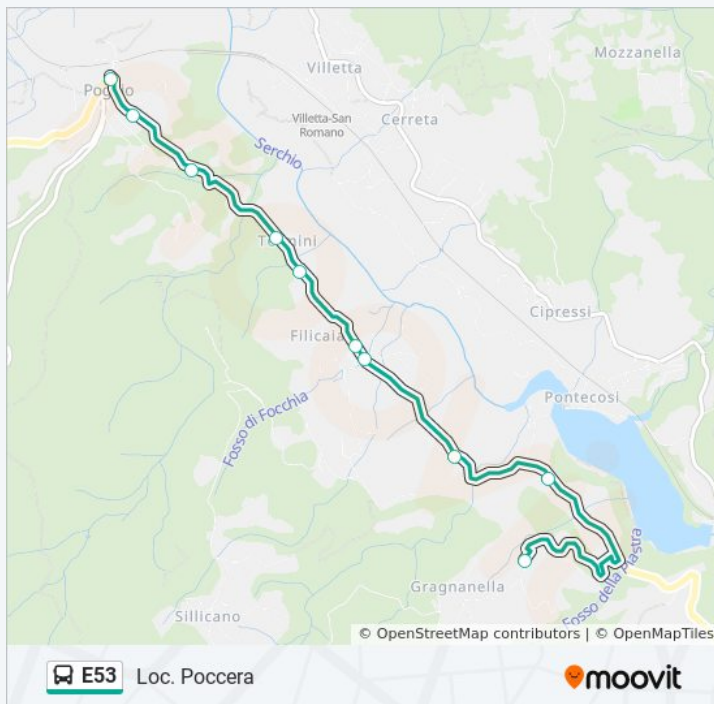 Mozzanella
Villetta
Poggio
Cerreta
Villetta-San
Romano
Serchio
Cipressi
Filicaia
Pontecosi
Fosso di Focchia
Gragnanella
Fosso della Piastra
Sillicano
© OpenStreetMap contributors | © OpenMapTiles
E53 Loc. Poccera
moovit